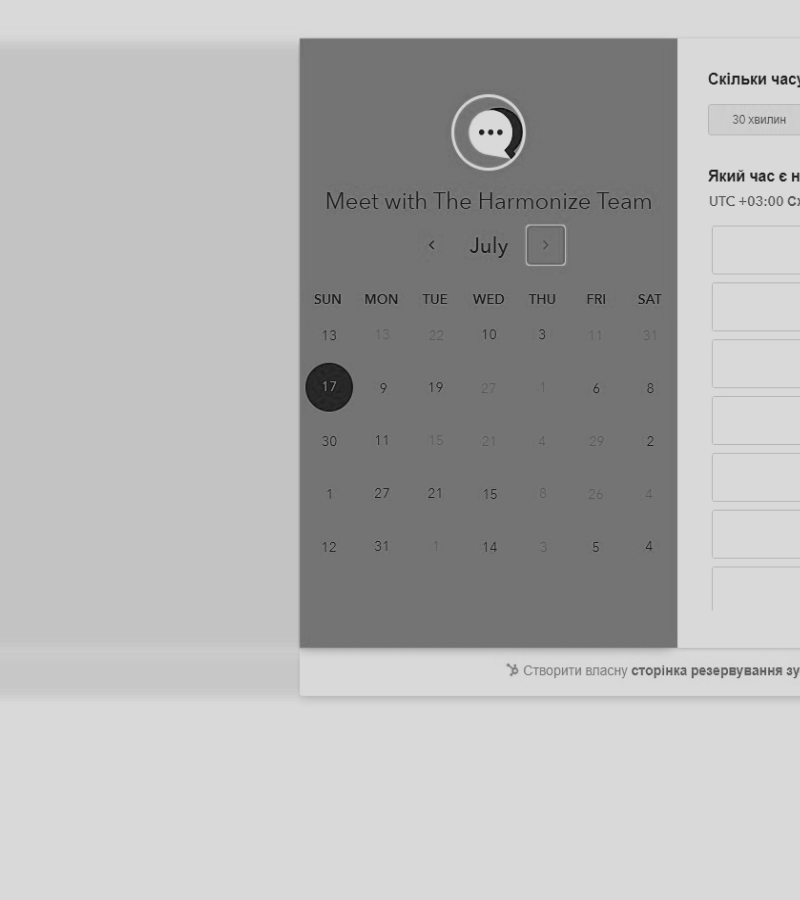 Meet with The Harmonize Team
July
SUN MON TUE WED THU FRI SAT
13 13 22 10 3 11 31
17 9 19 27 1 6 8
30 11 15 21 4 29 2
1 27 21 15 8 26 4
12 31 1 14 3 5 4
Скільки часу
30 хвилин
Який час є н
UTC +03:00 Сх
Створити власну сторінка резервування зу